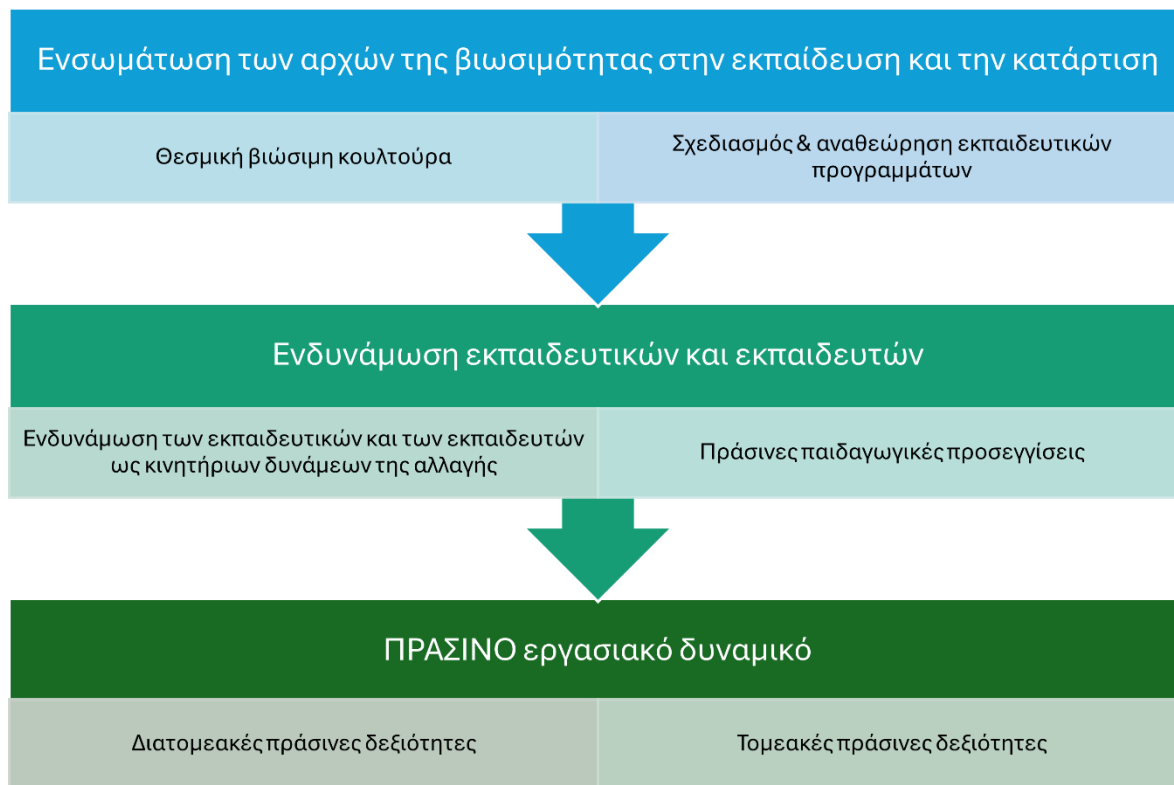 Ενσωμάτωση των αρχών της βιωσιμότητας στην εκπαίδευση και την κατάρτιση
Θεσμική βιώσιμη κουλτούρα
Σχεδιασμός & αναθεώρηση εκπαιδευτικών
προγραμμάτων
Ενδυνάμωση εκπαιδευτικών και εκπαιδευτών
Ενδυνάμωση των εκπαιδευτικών και των εκπαιδευτών
ως κινητήριων δυνάμεων της αλλαγής
Πράσινες παιδαγωγικές προσεγγίσεις
ΠΡΑΣΙΝΟ εργασιακό δυναμικό
Διατομεακές πράσινες δεξιότητες
Τομεακές πράσινες δεξιότητες